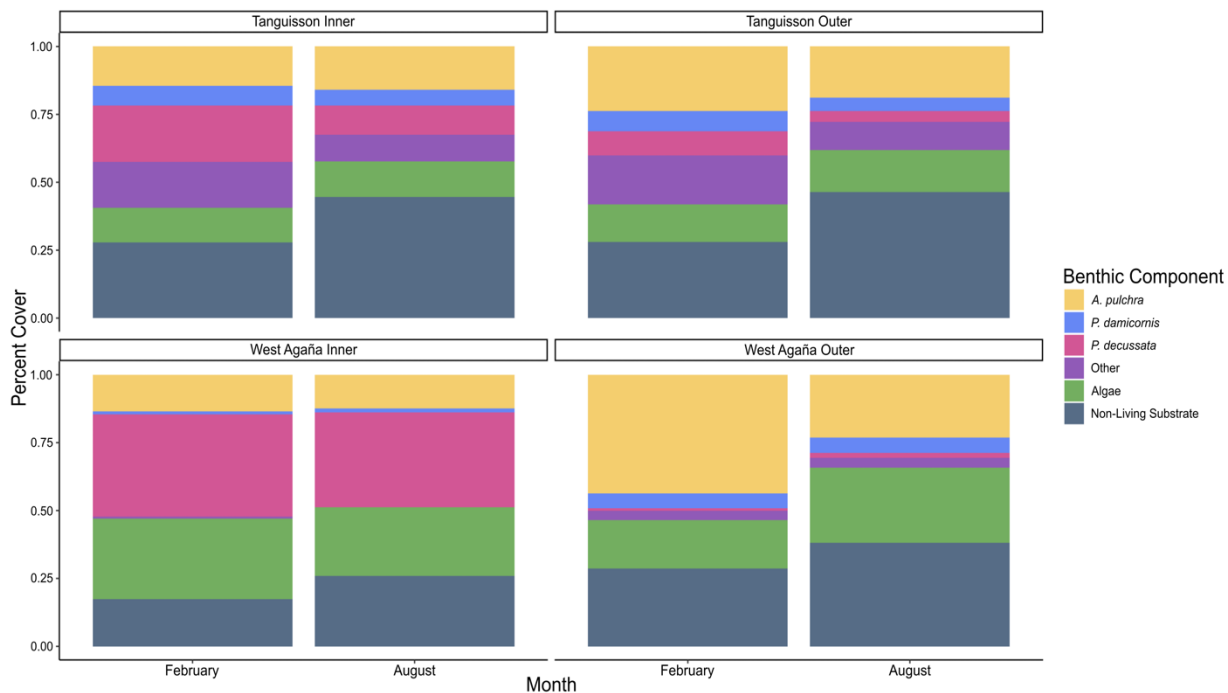 Tanguisson Inner
Tanguisson Outer
1.00
0.75
0.50
0.25
0.00
West Agaña Inner
West Agaña Outer
1.00
0.75
0.50
0.25
0.00
Percent Cover
February
August
February
August
Month
Benthic Component
A. pulchra
P. damicornis
P. decussata
Other
Algae
Non-Living Substrate